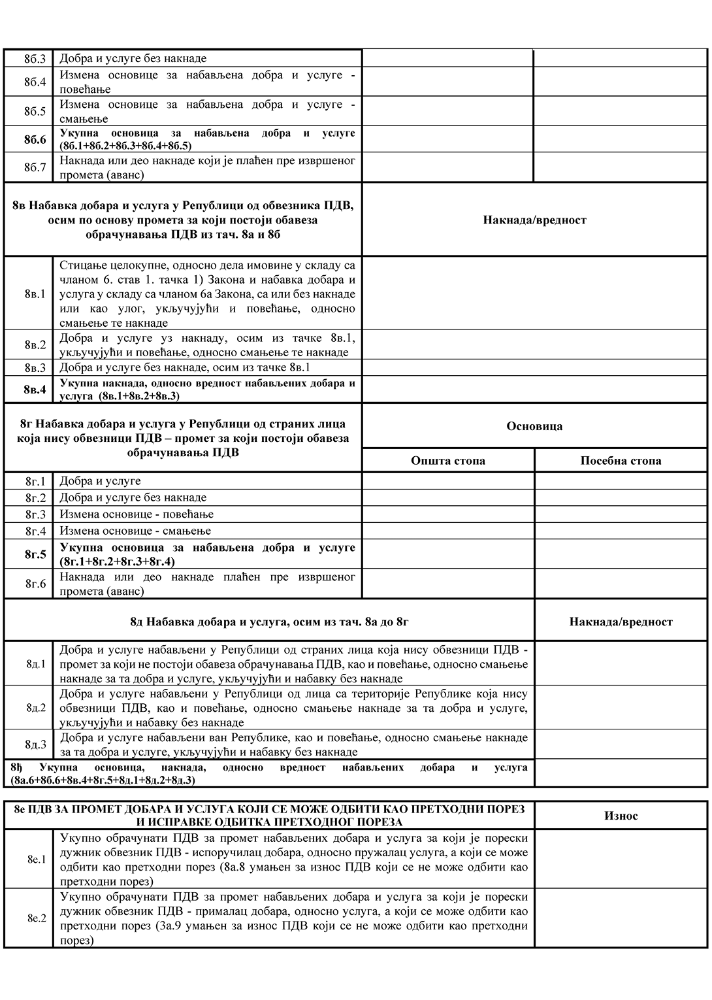 8б.3 Добра и услуге без накнаде
8б.4 Измена основице за набављена добра и услуге -
повећање
8б.5 Измена основице за набављена добра и услуге -
смањење
8б.6 Укупна основица за набављена добра и услуге
(8б.1+8б.2+8б.3+8б.4+8б.5)
8б.7 Накнада или део накнаде који је плаћен пре извршеног
промета (аванс)
8в Набавка добара и услуга у Републици од обвезника ПДВ,
осим по основу промета за који постоји обавеза
обрачунавања ПДВ из тач. 8а и 8б
Накнада/вредност
8в.1 Стицање целокупне, односно дела имовине у складу са
чланом 6. став 1. тачка 1) Закона и набавка добара и
услуга у складу са чланом 6а Закона, са или без накнаде
или као улог, укључујући и повећање, односно
смањење те накнаде
8в.2 Добра и услуге уз накнаду, осим из тачке 8в.1,
укључујући и повећање, односно смањење те накнаде
8в.3 Добра и услуге без накнаде, осим из тачке 8в.1
8в.4 Укупна накнада, односно вредност набављених добара и
услуга (8в.1+8в.2+8в.3)
8г Набавка добара и услуга у Републици од страних лица
која нису обвезници ПДВ – промет за који постоји обавеза
обрачунавања ПДВ
Основица
Општа стопа Посебна стопа
8г.1 Добра и услуге
8г.2 Добра и услуге без накнаде
8г.3 Измена основице - повећање
8г.4 Измена основице - смањење
8г.5 Укупна основица за набављена добра и услуге
(8г.1+8г.2+8г.3+8г.4)
8г.6 Накнада или део накнаде плаћен пре извршеног
промета (аванс)
8д Набавка добара и услуга, осим из тач. 8а до 8г Накнада/вредност
8д.1 Добра и услуге набављени у Републици од страних лица која нису обвезници ПДВ -
промет за који не постоји обавеза обрачунавања ПДВ, као и повећање, односно смањење
накнаде за та добра и услуге, укључујући и набавку без накнаде
8д.2 Добра и услуге набављени у Републици од лица са територије Републике која нису
обвезници ПДВ, као и повећање, односно смањење накнаде за та добра и услуге,
укључујући и набавку без накнаде
8д.3 Добра и услуге набављени ван Републике, као и повећање, односно смањење накнаде
за та добра и услуге, укључујући и набавку без накнаде
8ђ Укупна основица, накнада, односно вредност набављених добара и услуга
(8а.6+8б.6+8в.4+8г.5+8д.1+8д.2+8д.3)
8е ПДВ ЗА ПРОМЕТ ДОБАРА И УСЛУГА КОЈИ СЕ МОЖЕ ОДБИТИ КАО ПРЕТХОДНИ ПОРЕЗ
И ИСПРАВКЕ ОДБИТКА ПРЕТХОДНОГ ПОРЕЗА
Износ
8е.1 Укупно обрачунати ПДВ за промет набављених добара и услуга за који је порески
дужник обвезник ПДВ - испоручилац добара, односно пружалац услуга, а који се може
одбити као претходни порез (8а.8 умањен за износ ПДВ који се не може одбити као
претходни порез)
8е.2 Укупно обрачунати ПДВ за промет набављених добара и услуга за који је порески
дужник обвезник ПДВ - прималац добара, односно услуга, а који се може одбити као
претходни порез (3а.9 умањен за износ ПДВ који се не може одбити као претходни
порез)